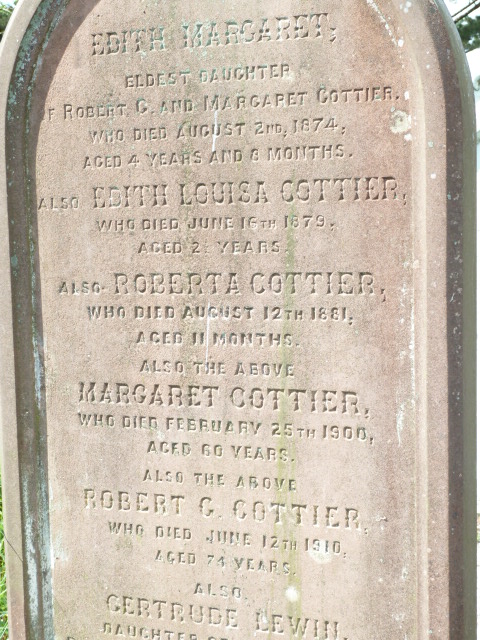 EDITH MARGARET;
ELDEST DAUGHTER
OF ROBERT C. AND MARGARET COTTIER.
WHO DIED AUGUST 2ND, 1874,
AGED 4 YEARS AND 8 MONTHS.
ALSO EDITH LOUISA COTTIER,
WHO DIED JUNE 16TH 1879,
AGED 2½ YEARS
ALSO ROBERTA COTTIER,
WHO DIED AUGUST 12TH 1881,
AGED 11 MONTHS.
ALSO THE ABOVE
MARGARET COTTIER,
WHO DIED FEBRUARY 25TH 1900,
AGED 60 YEARS.
ALSO THE ABOVE
ROBERT C. COTTIER,
WHO DIED JUNE 12TH 1910,
AGED 74 YEARS.
ALSO
GERTRUDE LEWIN
DAUGHTER